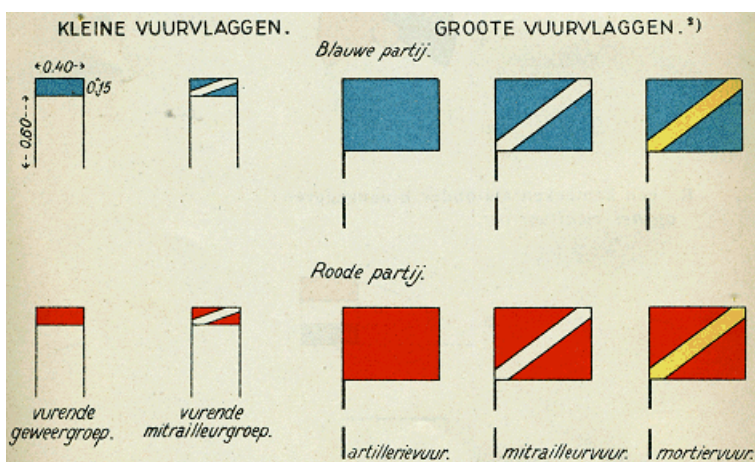 KLEINE VUURVLAGGEN.
GROOTE VUURVLAGGEN.²)
Blauwe partij.
0.40
0.15
0.60
Roode partij.
vurende
geweergroep.
vurende
mitrailleurgroep.
artillerievuur.
mitrailleurvuur.
mortiervuur.